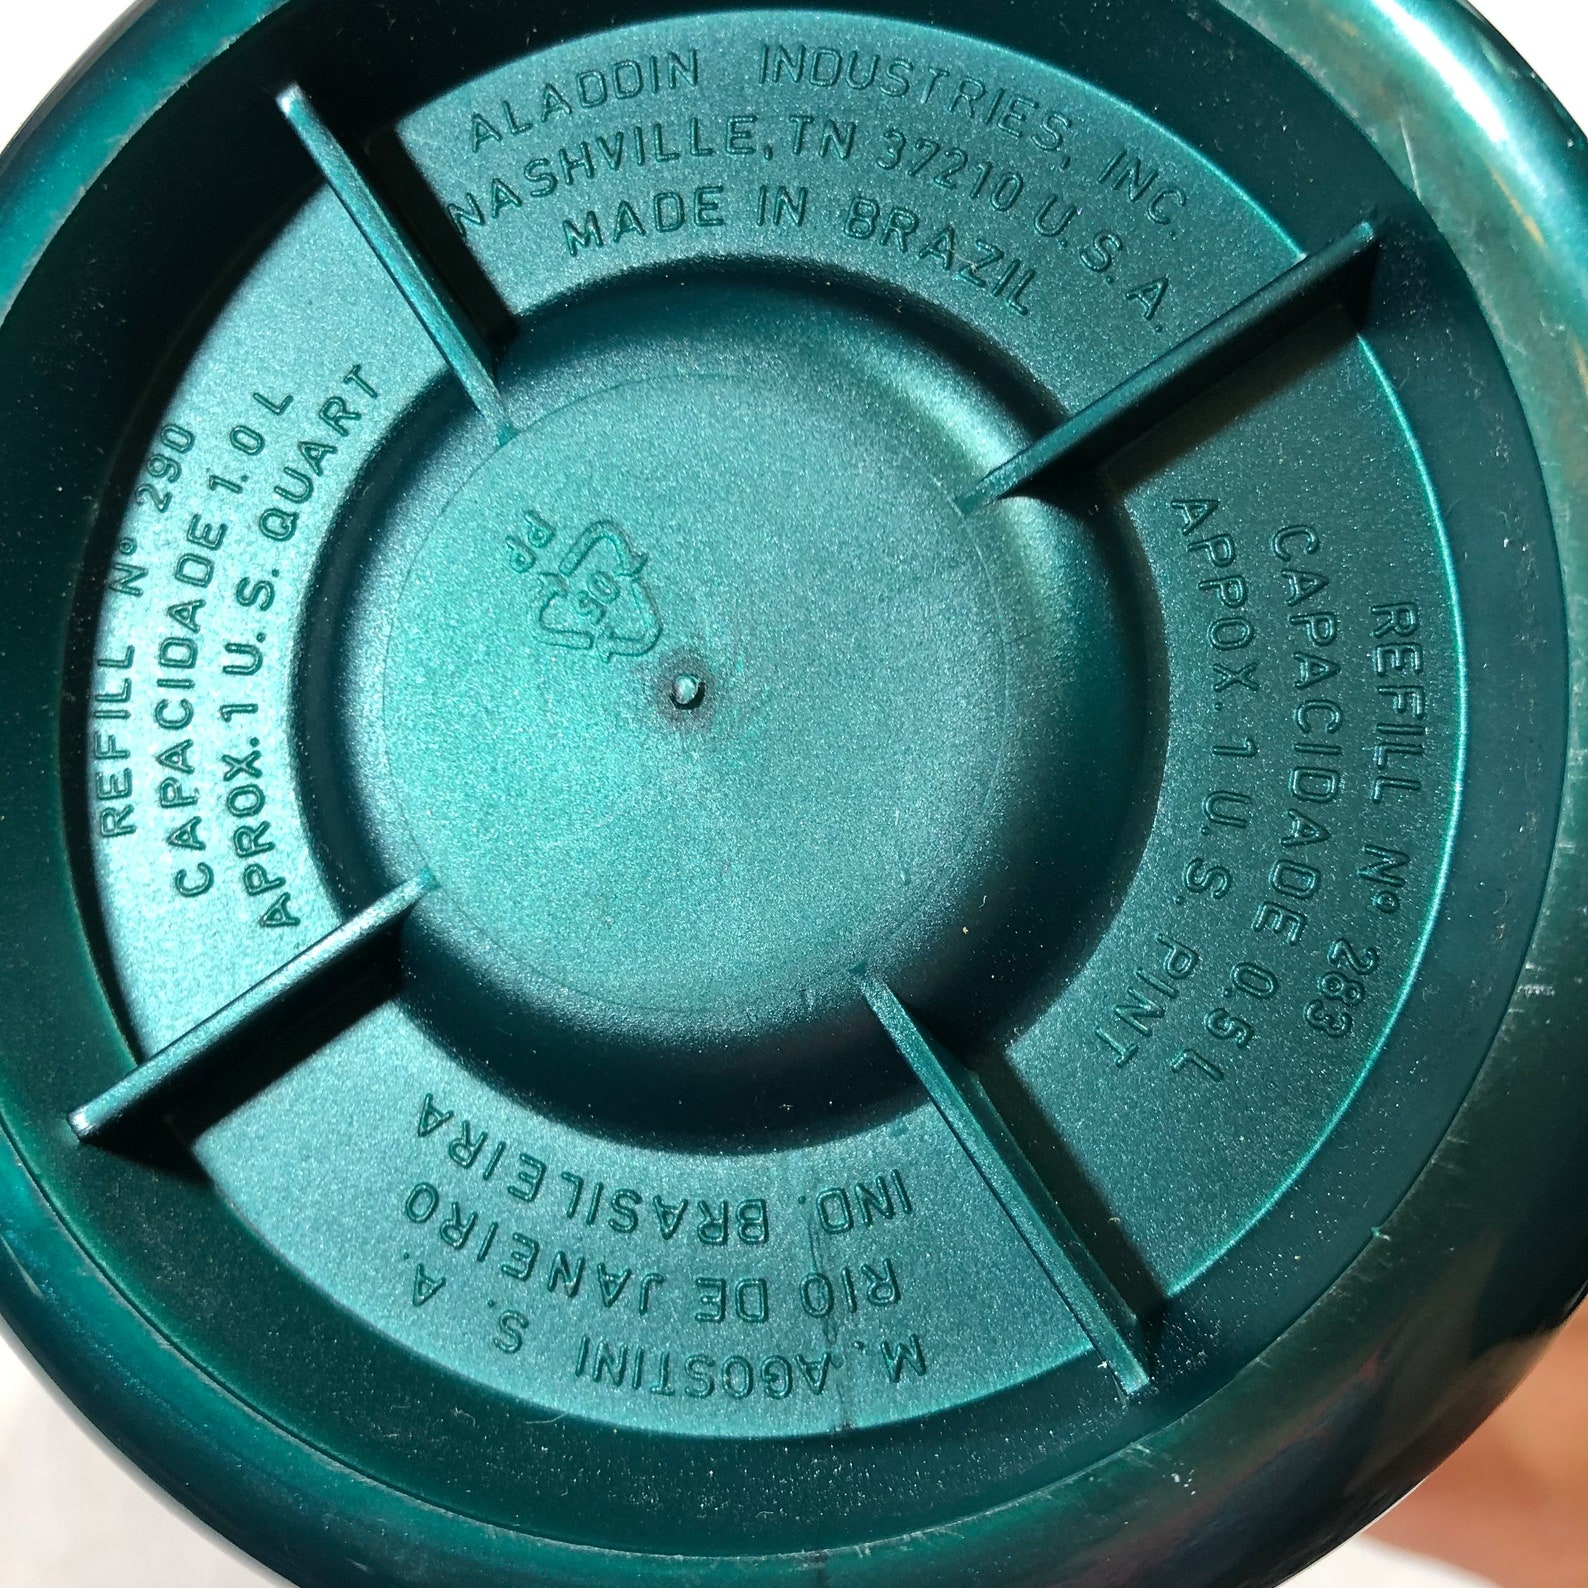 ALADDIN INDUSTRIES, INC.
NASHVILLE, TN 37210 U.S.A.
MADE IN BRAZIL
REFILL Nº 283
CAPACIDADE 0.5 L
APPOX. 1 U.S. PINT
M. AGOSTINI S. A.
RIO DE JANEIRO
IND. BRASILEIRA
REFILL Nº 290
CAPACIDADE 1.0 L
APROX. 1 U.S. QUART
05
PP